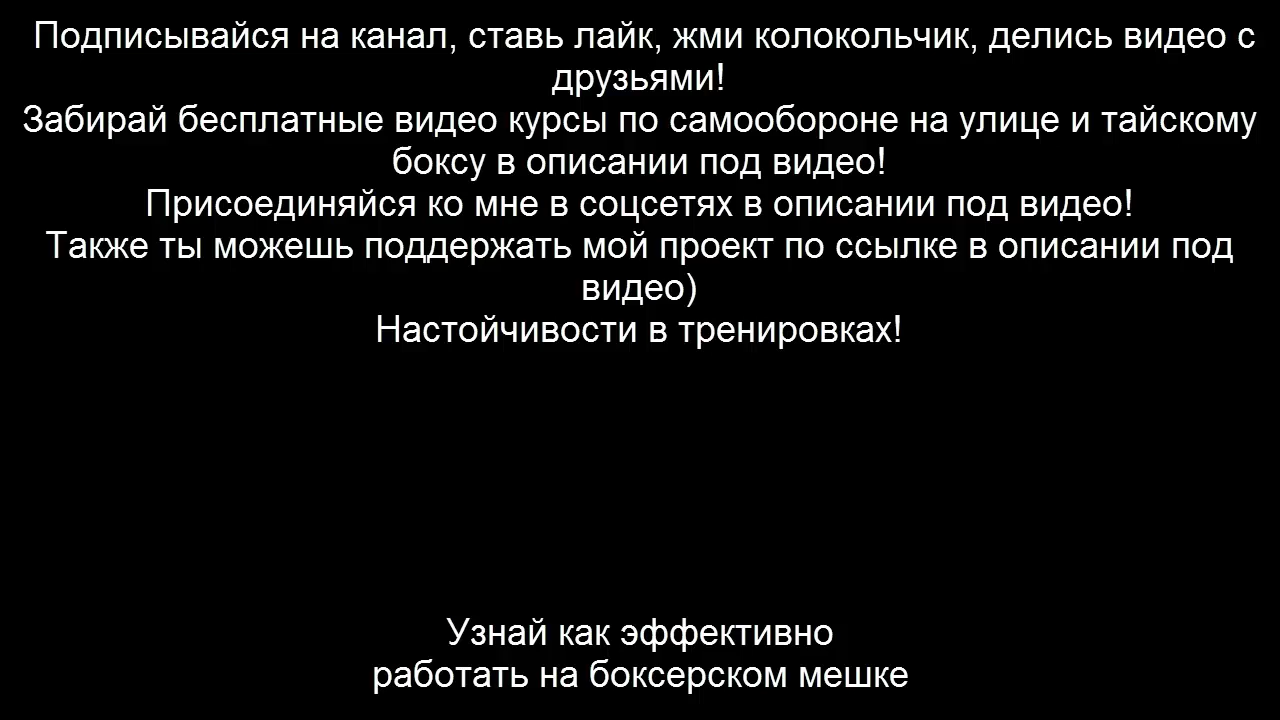 Подписывайся на канал, ставь лайк, жми колокольчик, делись видео с
друзьями!
Забирай бесплатные видео курсы по самообороне на улице и тайскому
боксу в описании под видео!
Присоединяйся ко мне в соцсетях в описании под видео!
Также ты можешь поддержать мой проект по ссылке в описании под
видео)
Настойчивости в тренировках!
Узнай как эффективно
работать на боксерском мешке